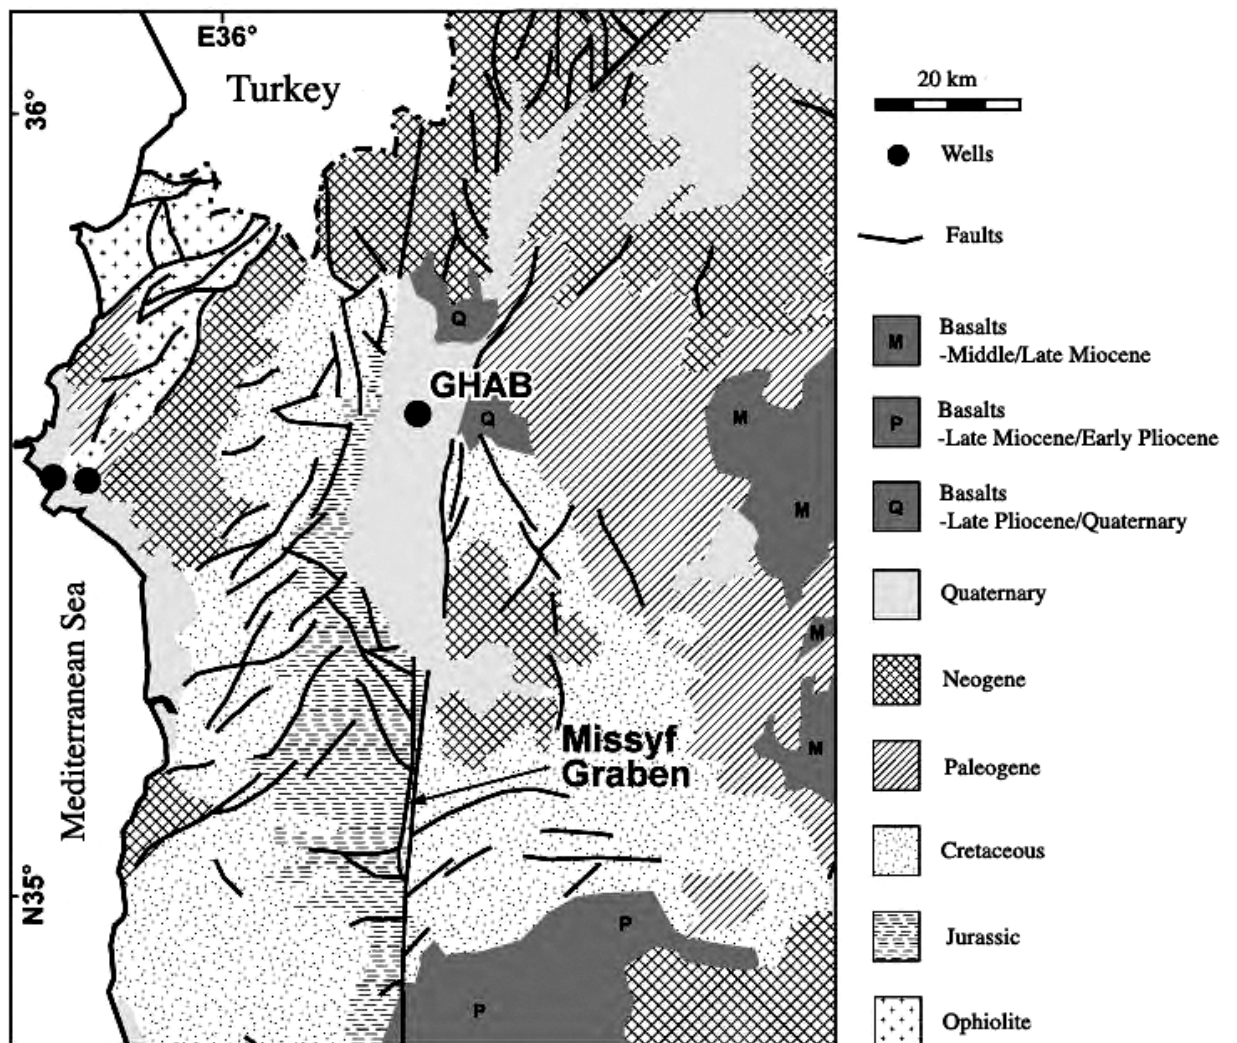 E36°
Turkey
36°
GHAB
Q
Q
M
M
M
M
Missyf
Graben
Mediterranean Sea
N35°
P
P
20 km
Wells
Faults
M
Basalts
-Middle/Late Miocene
P
Basalts
-Late Miocene/Early Pliocene
Q
Basalts
-Late Pliocene/Quaternary
Quaternary
Neogene
Paleogene
Cretaceous
Jurassic
Ophiolite